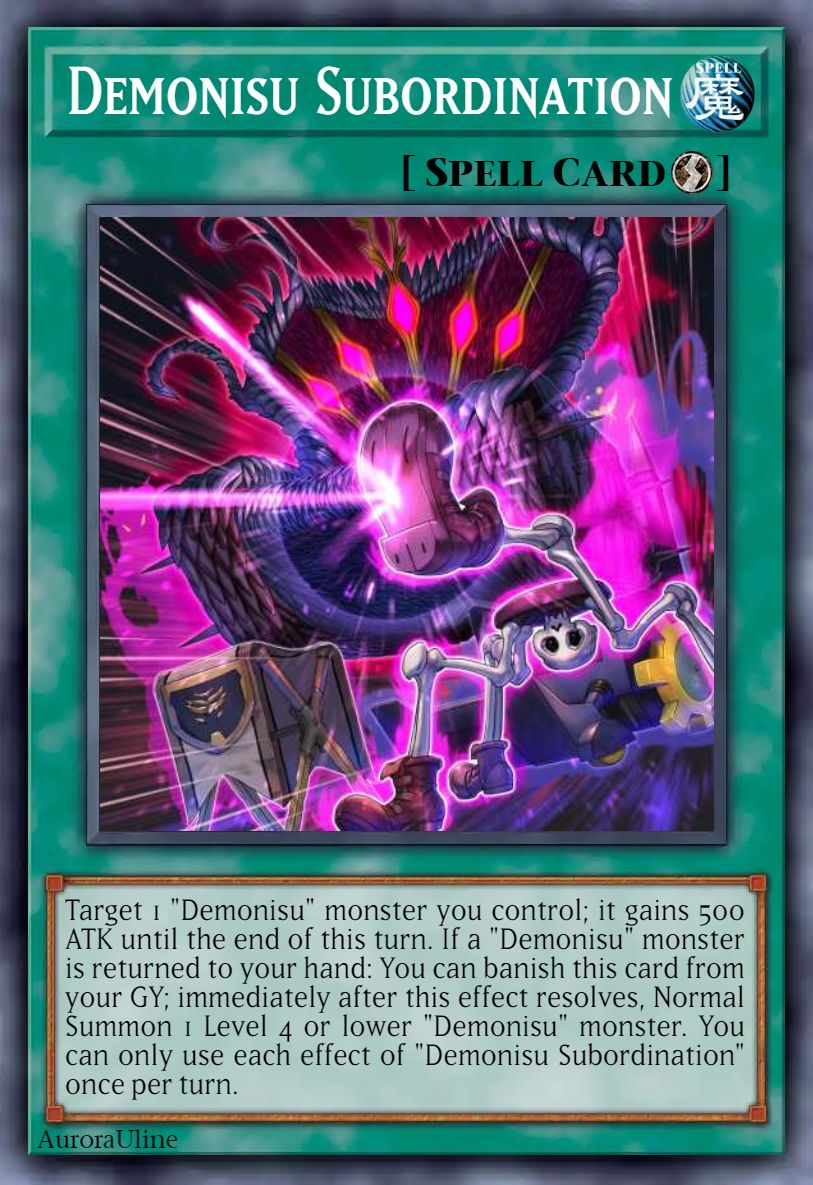 Demonisu Subordination
SPELL
魔
[ Spell Card ]
Target 1 "Demonisu" monster you control; it gains 500
ATK until the end of this turn. If a "Demonisu" monster
is returned to your hand: You can banish this card from
your GY; immediately after this effect resolves, Normal
Summon 1 Level 4 or lower "Demonisu" monster. You
can only use each effect of "Demonisu Subordination"
once per turn.
AuroraUline